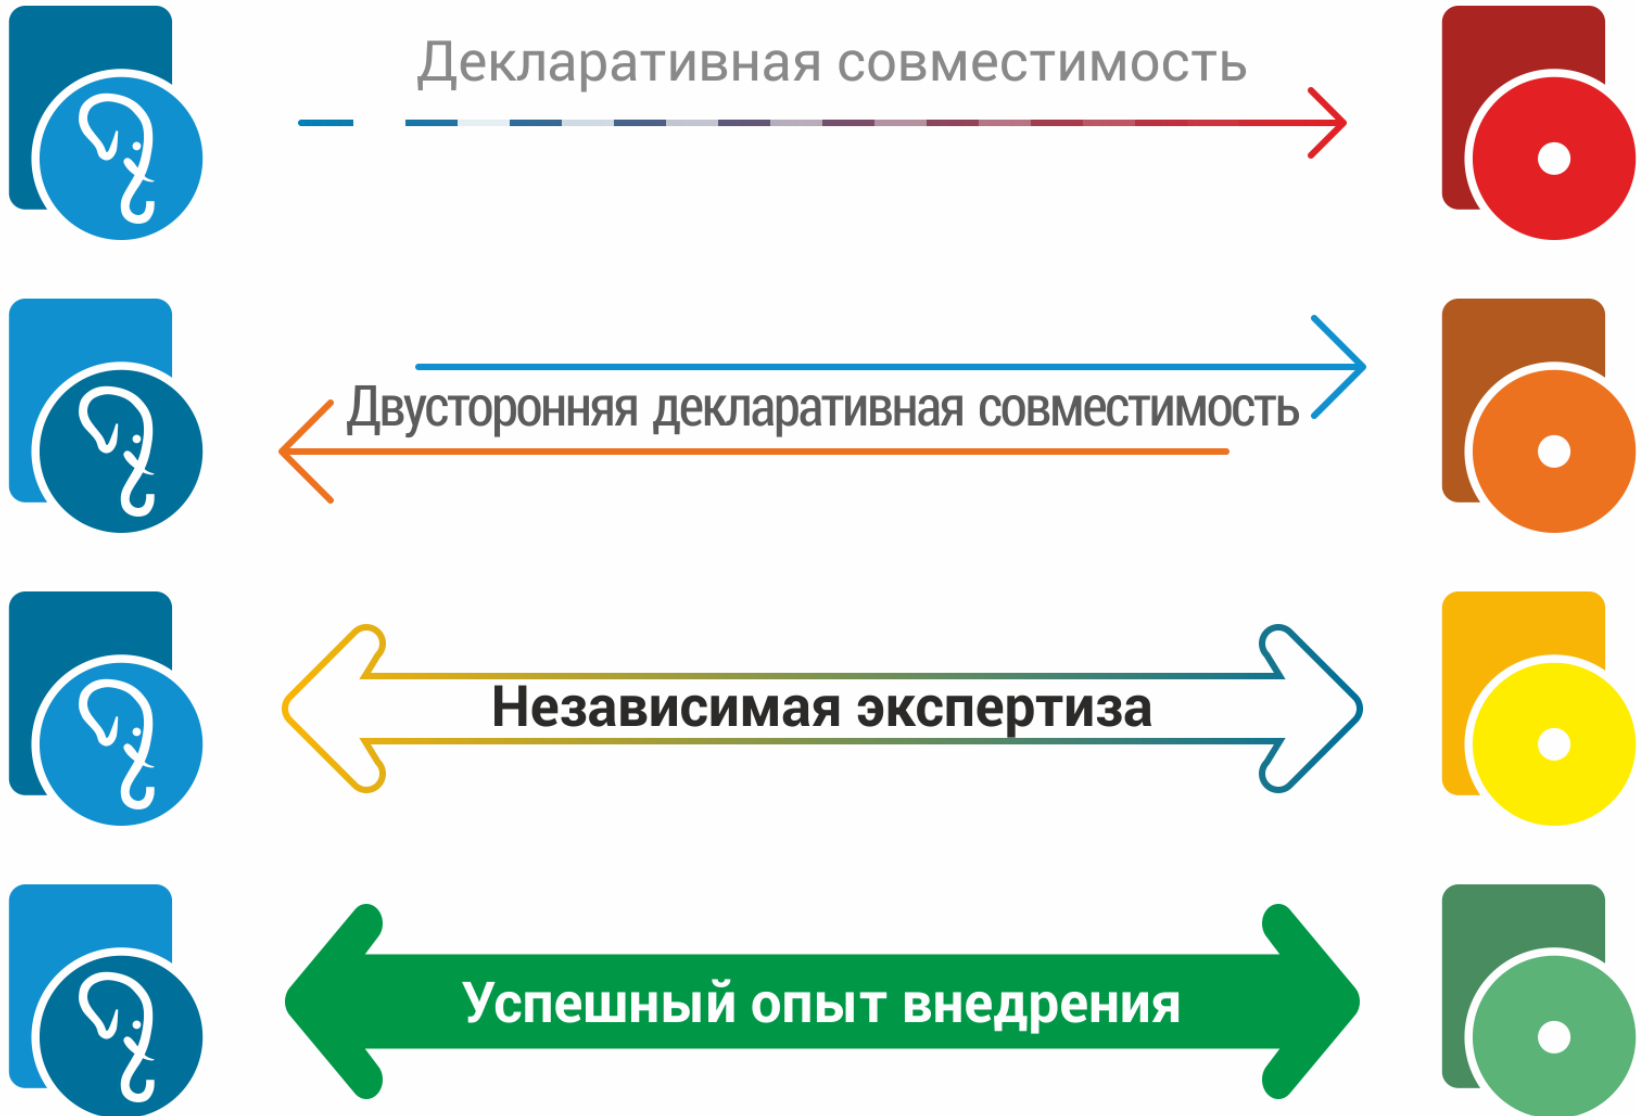 Декларативная совместимость
Двусторонняя декларативная совместимость
Независимая экспертиза
Успешный опыт внедрения